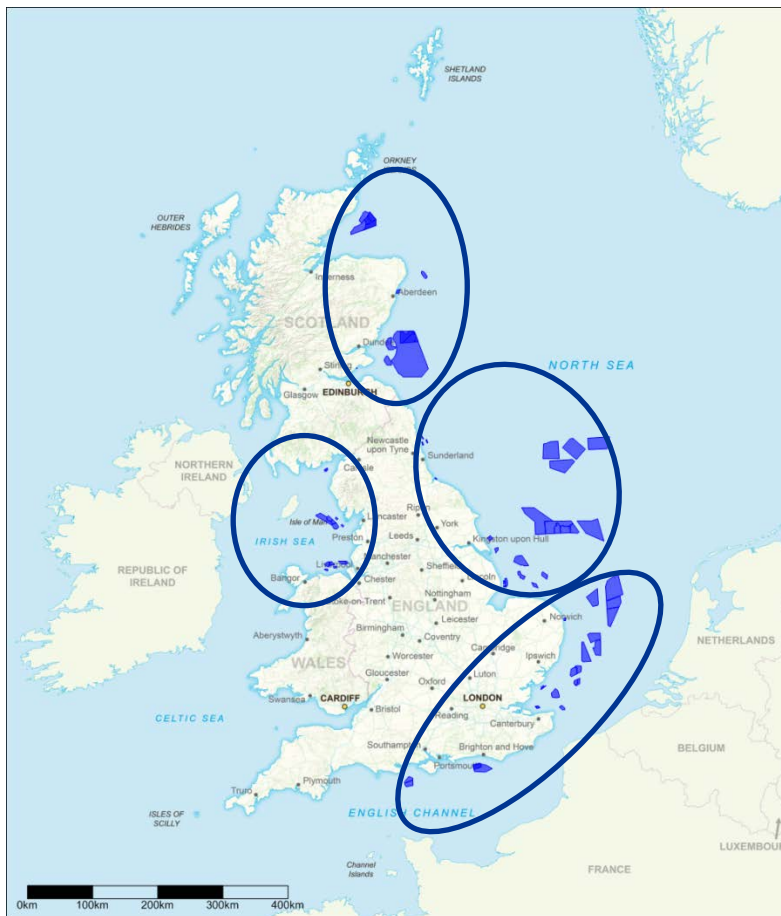 SHETLAND
ISLANDS
ORKNEY
OUTER
HEBRIDES
Inverness
Aberdeen
SCOTLAND
Stirling
NORTH SEA
EDINBURGH
Glasgow
Newcastle
upon Tyne
Sunderland
Carlisle
NORTHERN
IRELAND
Isle of Man
Lancaster
Ripon
York
IRISH SEA
Preston
Leeds
Kingston upon Hull
REPUBLIC OF
IRELAND
Manchester
Bangor
Chester
Sheffield
Lincoln
Stoke-on-Trent
Nottingham
ENGLAND
Norwich
Leicester
Aberystwyth
Birmingham
Coventry
NETHERLANDS
WALES
Worcester
Cambridge
Ipswich
Gloucester
Luton
Oxford
Swansea
CARDIFF
LONDON
Bristol
Reading
CELTIC SEA
Canterbury
BELGIUM
Southampton
Brighton and Hove
Portsmouth
Plymouth
Truro
ENGLISH CHANNEL
ISLES OF
SCILLY
LUXEMBOUR
Channel
Islands
FRANCE
0km 100km 200km 300km 400km